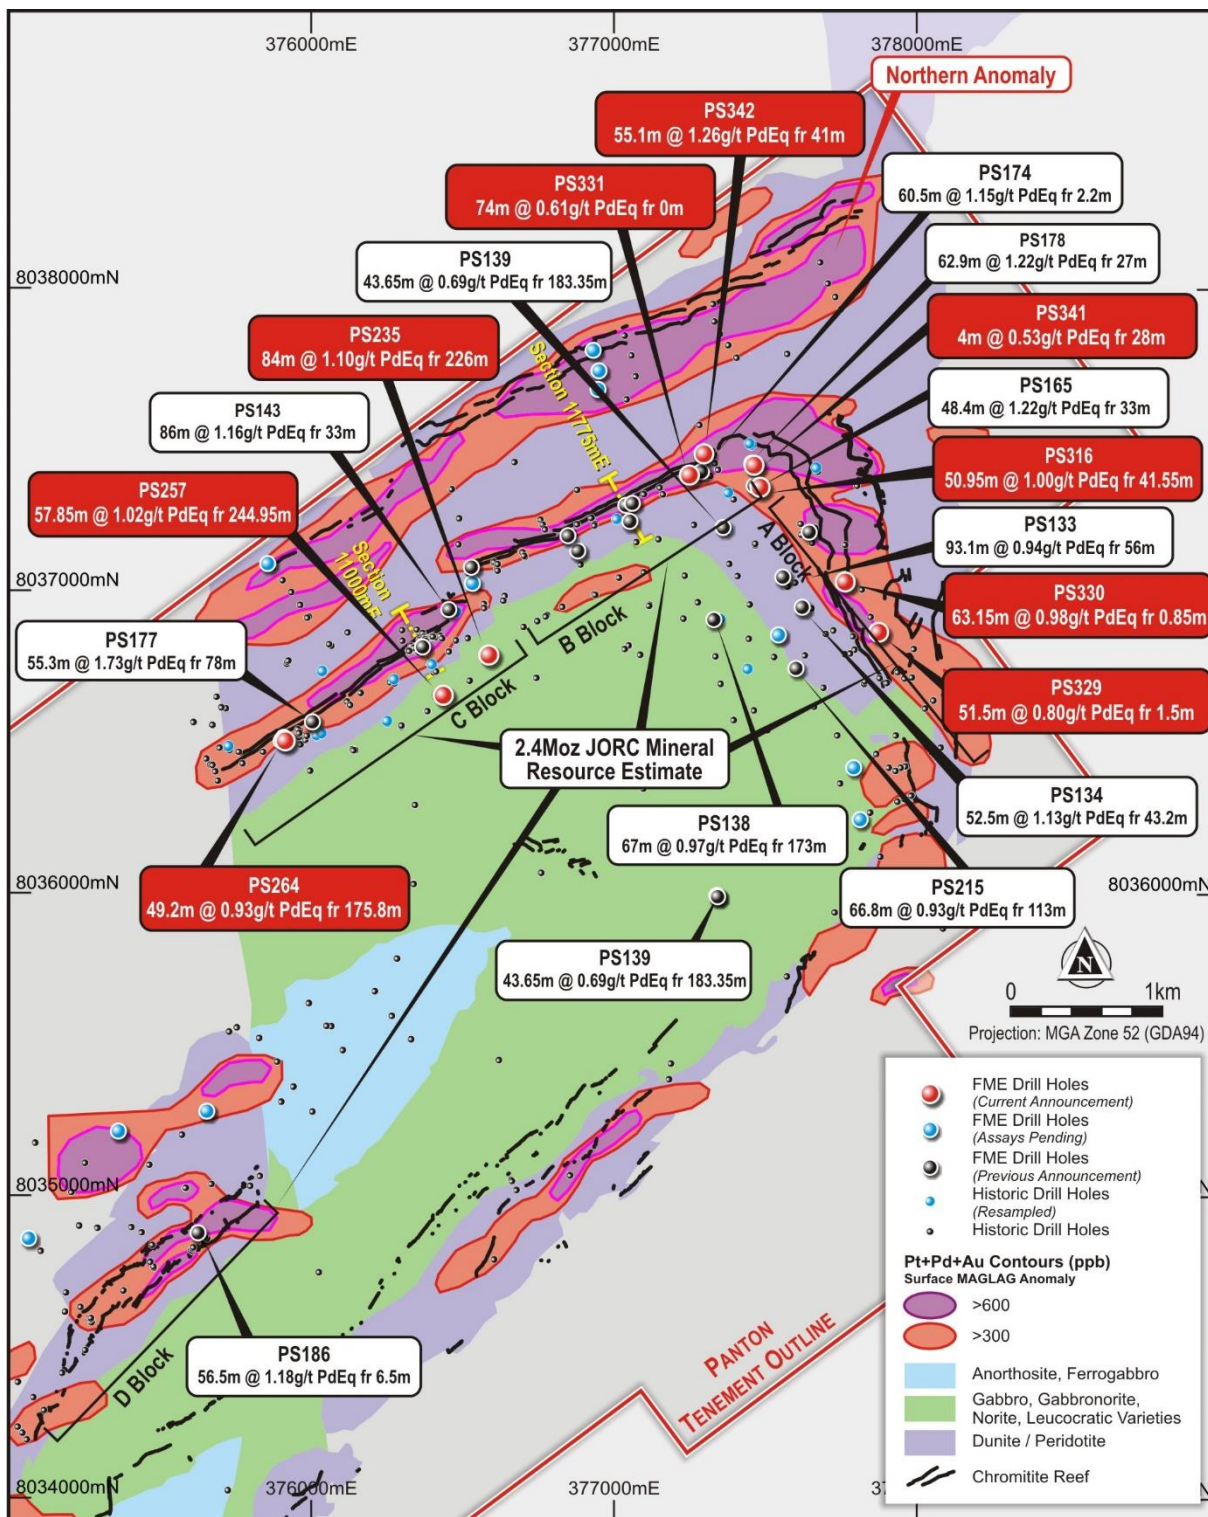 376000mE
377000mE
378000mE
Northern Anomaly
PS342
55.1m @ 1.26g/t PdEq fr 41m
PS331
74m @ 0.61g/t PdEq fr 0m
PS174
60.5m @ 1.15g/t PdEq fr 2.2m
PS139
43.65m @ 0.69g/t PdEq fr 183.35m
PS178
62.9m @ 1.22g/t PdEq fr 27m
8038000mN
PS235
84m @ 1.10g/t PdEq fr 226m
PS341
4m @ 0.53g/t PdEq fr 28m
Section 11775mE
PS143
86m @ 1.16g/t PdEq fr 33m
PS165
48.4m @ 1.22g/t PdEq fr 33m
PS257
57.85m @ 1.02g/t PdEq fr 244.95m
PS316
50.95m @ 1.00g/t PdEq fr 41.55m
Section
11000mE
A Block
PS133
93.1m @ 0.94g/t PdEq fr 56m
8037000mN
PS330
63.15m @ 0.98g/t PdEq fr 0.85m
B Block
PS177
55.3m @ 1.73g/t PdEq fr 78m
C Block
PS329
51.5m @ 0.80g/t PdEq fr 1.5m
2.4Moz JORC Mineral
Resource Estimate
PS134
52.5m @ 1.13g/t PdEq fr 43.2m
PS138
67m @ 0.97g/t PdEq fr 173m
PS264
49.2m @ 0.93g/t PdEq fr 175.8m
PS215
66.8m @ 0.93g/t PdEq fr 113m
8036000mN
8036000mN
PS139
43.65m @ 0.69g/t PdEq fr 183.35m
N
0
1km
Projection: MGA Zone 52 (GDA94)
FME Drill Holes
(Current Announcement)
FME Drill Holes
(Assays Pending)
FME Drill Holes
(Previous Announcement)
Historic Drill Holes
(Resampled)
Historic Drill Holes
Pt+Pd+Au Contours (ppb)
Surface MAGLAG Anomaly
>600
>300
Anorthosite, Ferrogabbro
Gabbro, Gabbronorite,
Norite, Leucocratic Varieties
Dunite / Peridotite
Chromitite Reef
8035000mN
N
PS186
56.5m @ 1.18g/t PdEq fr 6.5m
D Block
PANTON
TENEMENT OUTLINE
8034000mN
376000mE
377000mE